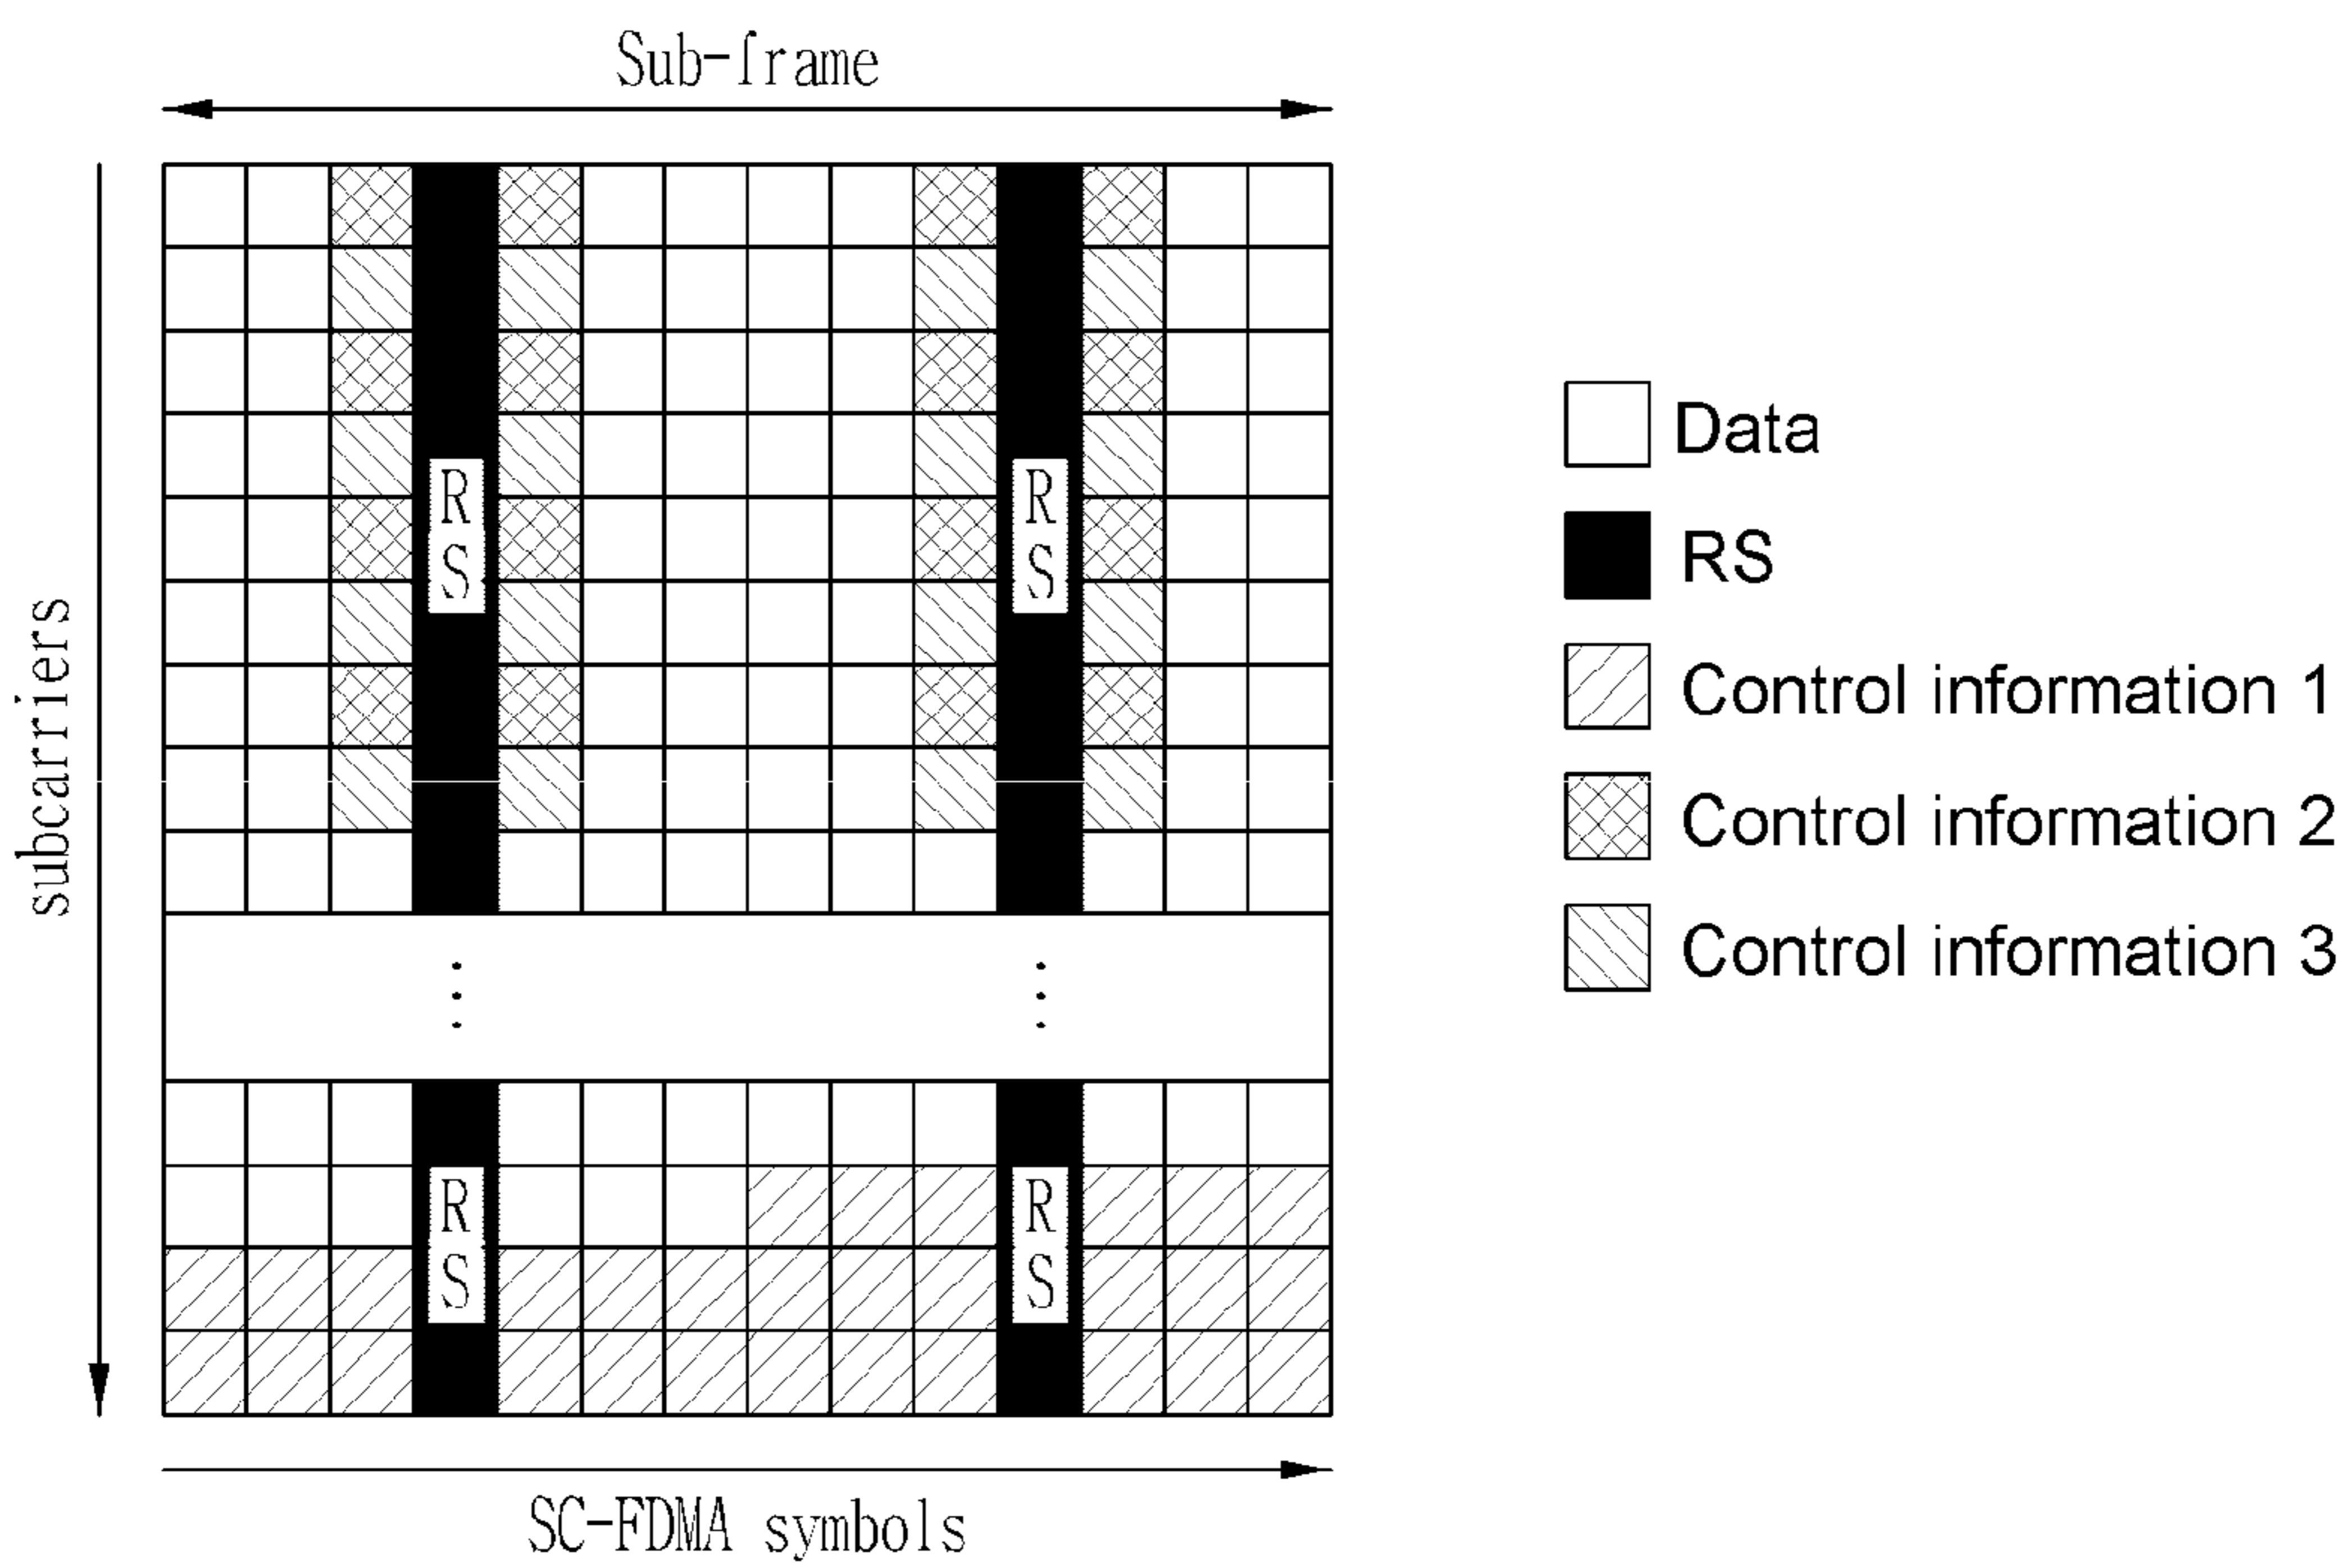 Sub-frame
subcarriers
R
S
R
S
R
S
R
S
SC-FDMA symbols
Data
RS
Control information 1
Control information 2
Control information 3